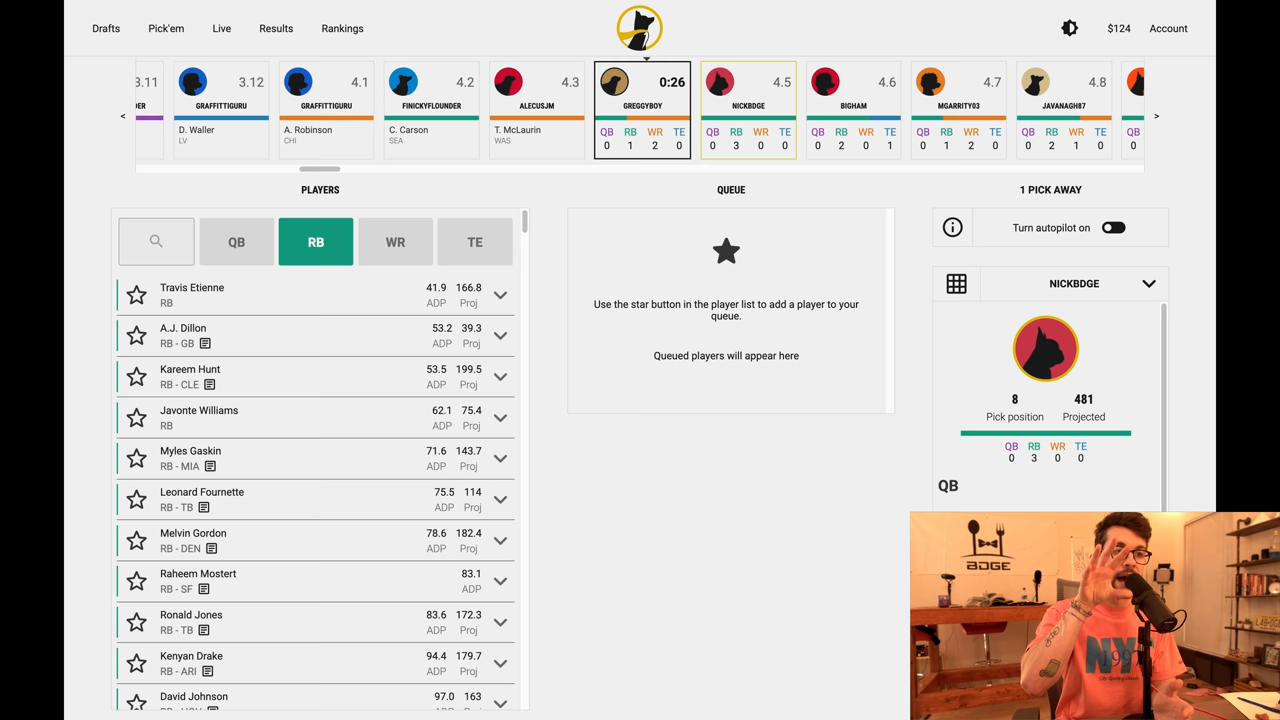 Drafts Pick'em Live Results Rankings $124 Account
3.12 4.1 4.2 4.3 0:26 4.5 4.6 4.7 4.8
GRAFFITIGURU GRAFFITIGURU FINICKYFLOUNDER ALECUSJM GREGGYBOY NICKBDGE BIGHAM MGARRITY03 JAVANAGH87
D. Waller A. Robinson C. Carson T. McLaurin QB RB WR TE QB RB WR TE QB RB WR TE QB RB WR TE QB RB WR TE QB
LV CHI SEA WAS 0 1 2 0 0 3 0 0 0 2 0 1 0 1 2 0 0 2 1 0 0
< >
PLAYERS
QB RB WR TE
Travis Etienne 41.9 166.8
RB ADP Proj
A.J. Dillon 53.2 39.3
RB - GB ADP Proj
Kareem Hunt 53.5 199.5
RB - CLE ADP Proj
Javonte Williams 62.1 75.4
RB ADP Proj
Myles Gaskin 71.6 143.7
RB - MIA ADP Proj
Leonard Fournette 75.5 114
RB - TB ADP Proj
Melvin Gordon 78.6 182.4
RB - DEN ADP Proj
Raheem Mostert 83.1
RB - SF ADP
Ronald Jones 83.6 172.3
RB - TB ADP Proj
Kenyan Drake 94.4 179.7
RB - ARI ADP Proj
David Johnson 97.0 163
QUEUE
Use the star button in the player list to add a player to your
queue.
Queued players will appear here
1 PICK AWAY
Turn autopilot on
NICKBDGE
8 481
Pick position Projected
QB RB WR TE
0 3 0 0
QB
BDGE
NY
199